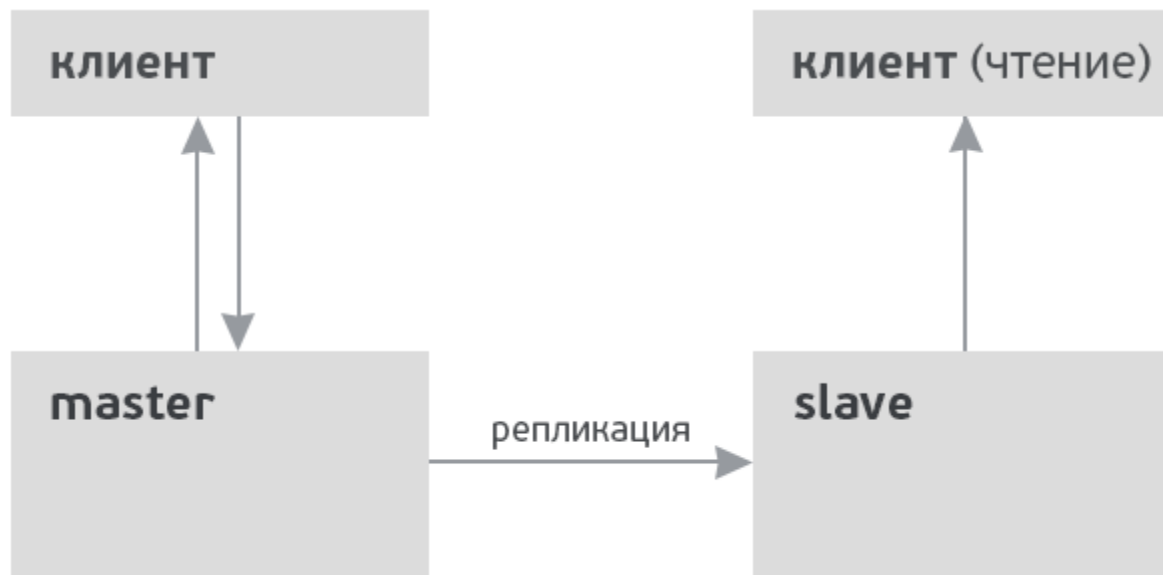 клиент
клиент (чтение)
master
slave
репликация